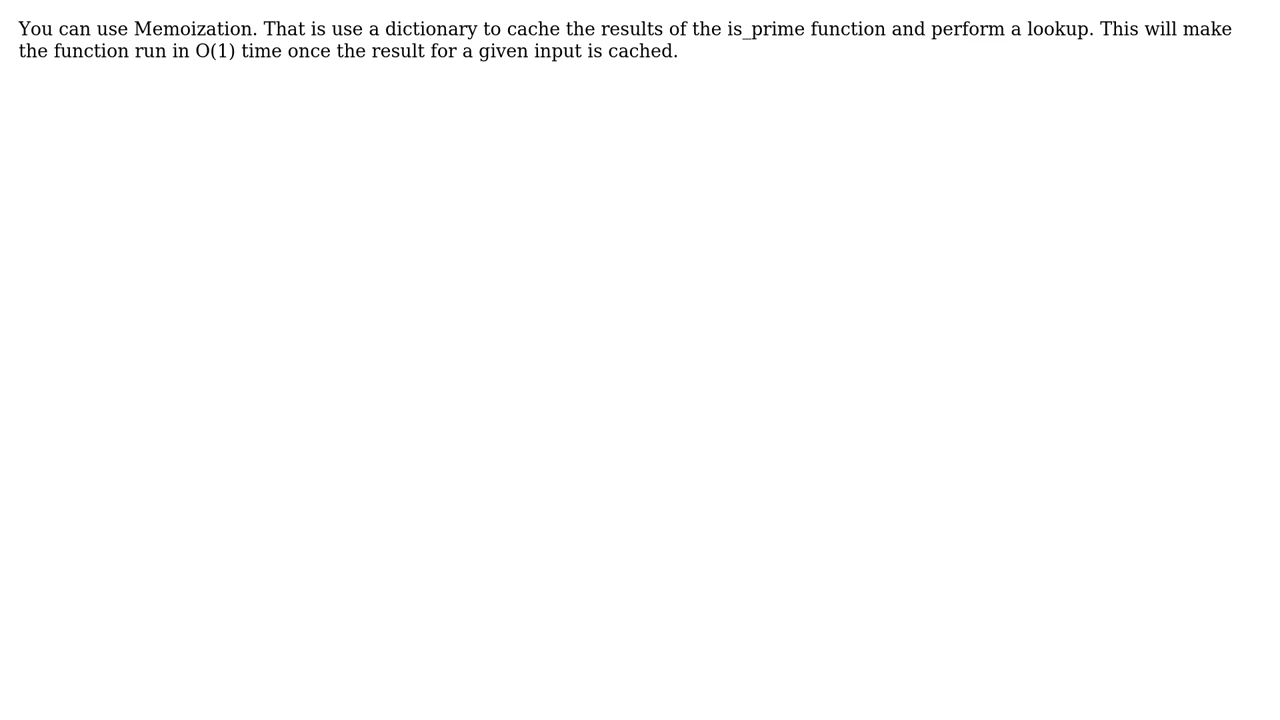 You can use Memoization. That is use a dictionary to cache the results of the is_prime function and perform a lookup. This will make
the function run in O(1) time once the result for a given input is cached.